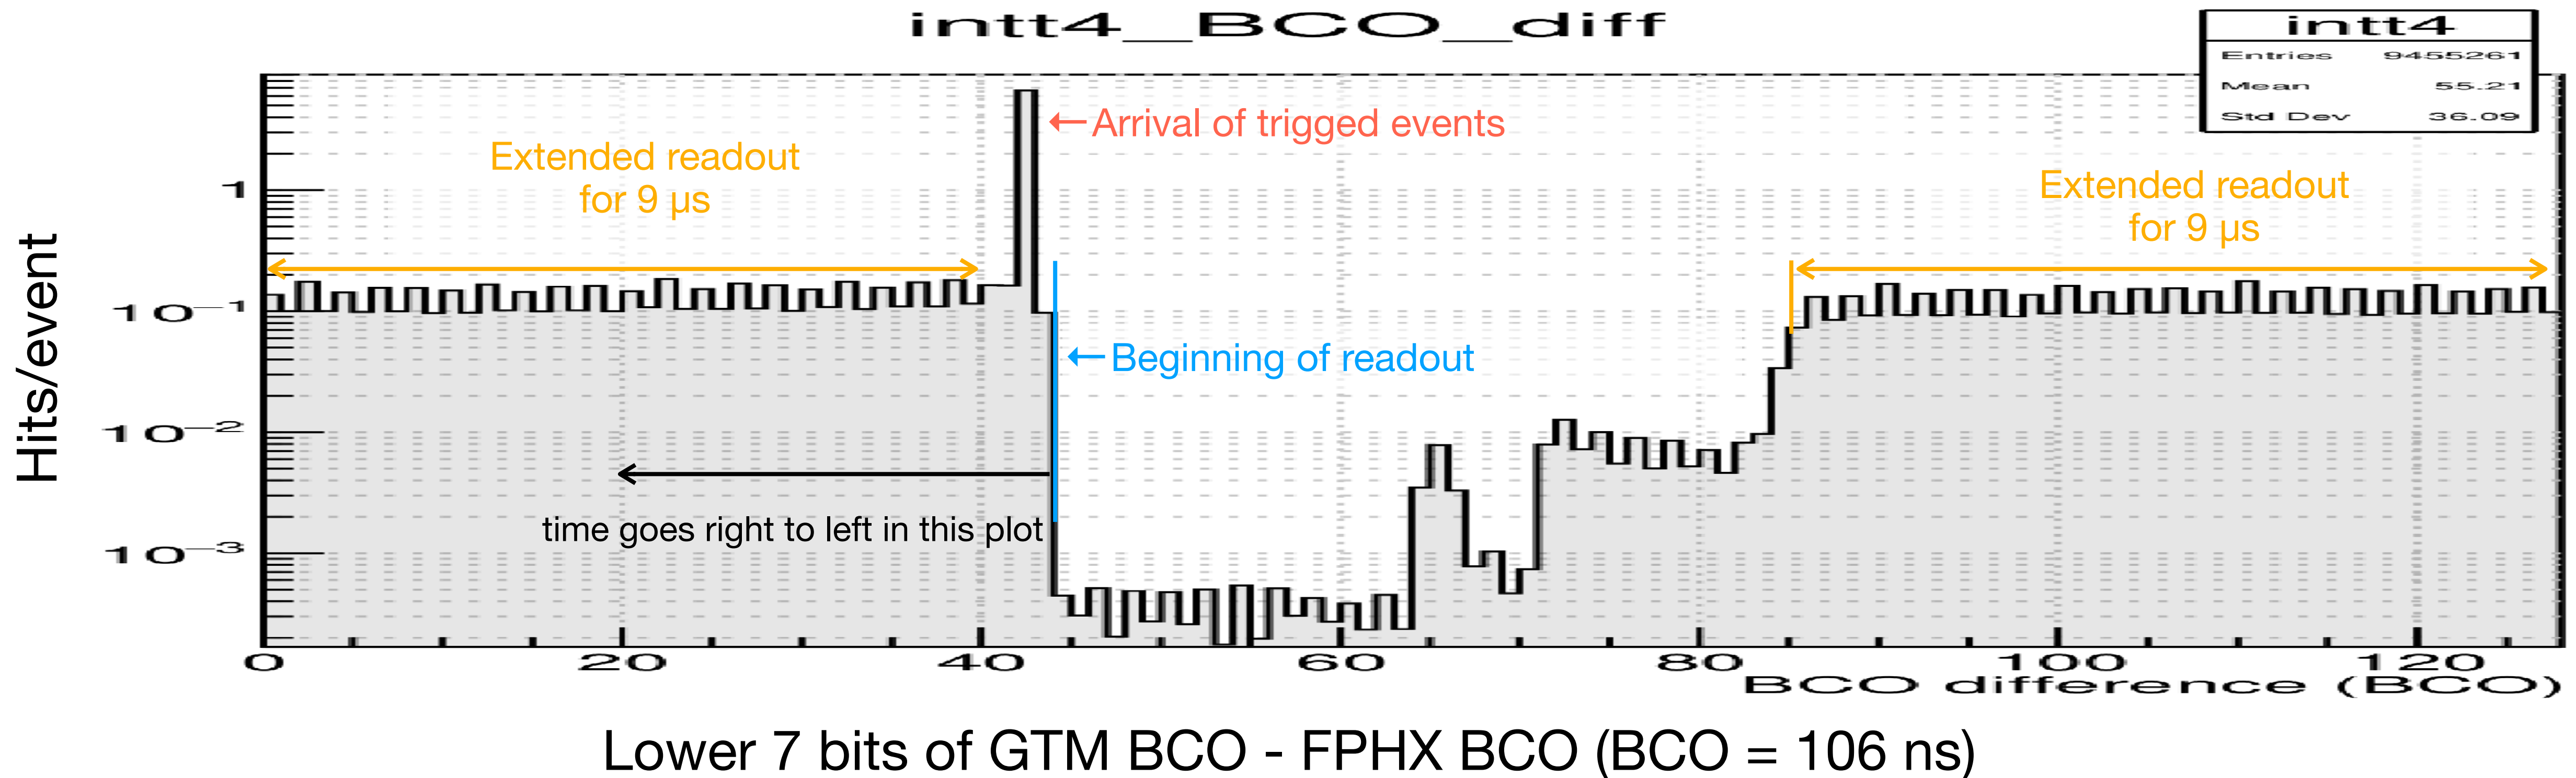 intt4_BCO_diff
intt4
Entries 9455261
Mean 55.21
Std Dev 36.09
Arrival of trigged events
Extended readout
for 9 µs
Extended readout
for 9 µs
Beginning of readout
time goes right to left in this plot
Hits/event
1
10⁻¹
10⁻²
10⁻³
0 20 40 60 80 100 120
BCO difference (BCO)
Lower 7 bits of GTM BCO - FPHX BCO (BCO = 106 ns)